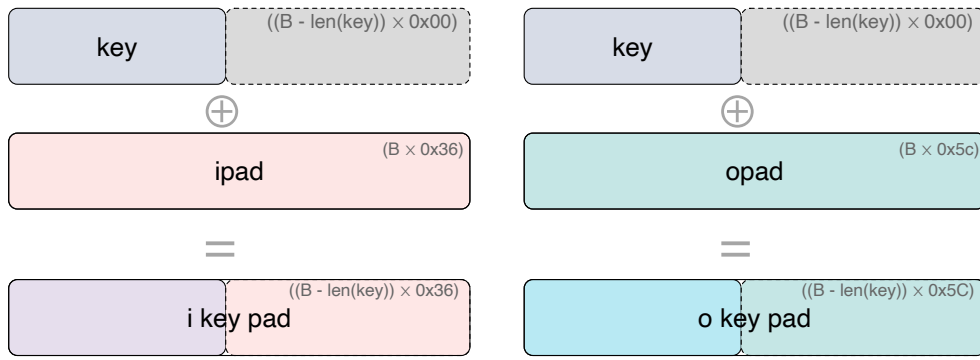 ((B - len(key)) × 0x00)
key
ipad
(B × 0x36)
((B - len(key)) × 0x36)
i key pad
((B - len(key)) × 0x00)
key
opad
(B × 0x5c)
((B - len(key)) × 0x5C)
o key pad